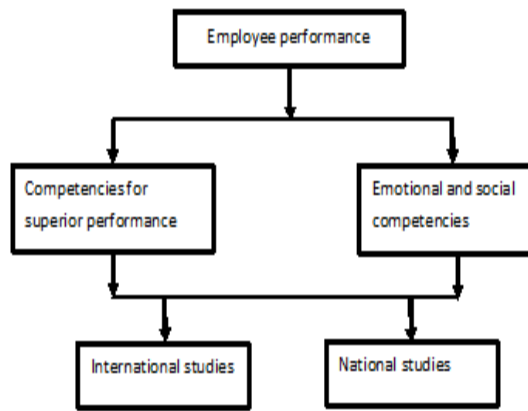 Employee performance
Competencies for
superior performance
Emotional and social
competencies
International studies
National studies